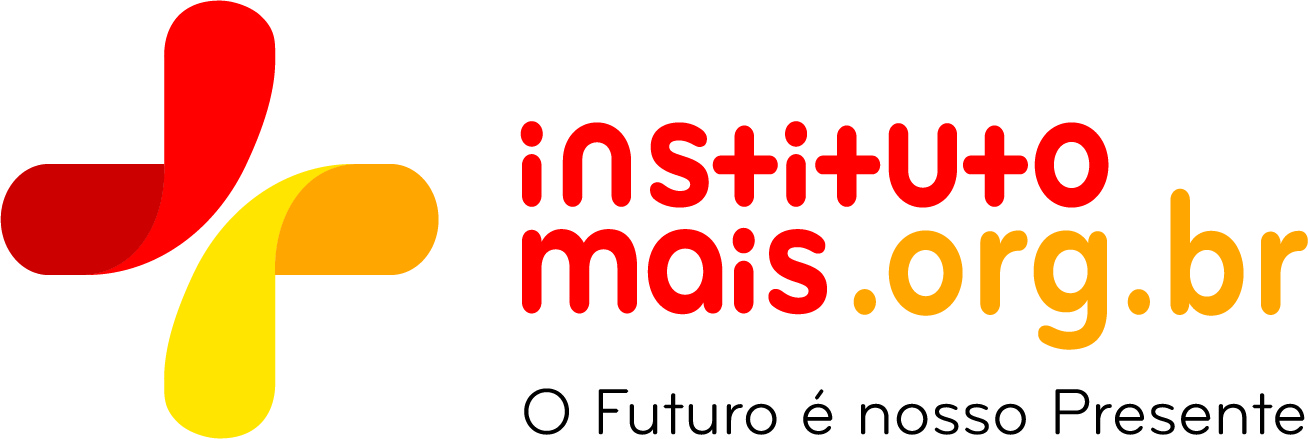 instituto
mais.org.br
O Futuro é nosso Presente